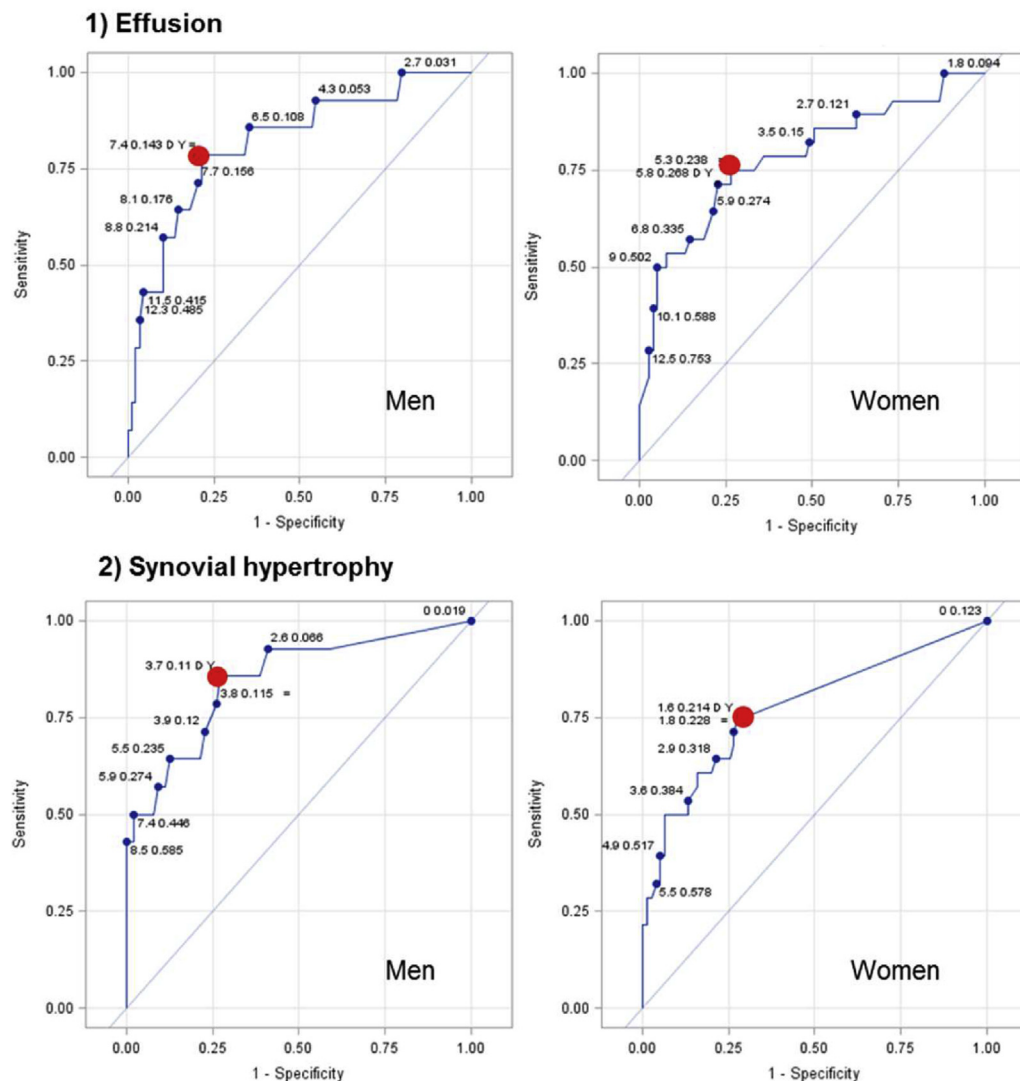 1) Effusion
2.7 0.031
4.3 0.053
6.5 0.108
7.4 0.143 D Y =
7.7 0.156
8.1 0.176
8.8 0.214
11.5 0.415
12.3 0.485
1.00
0.75
0.50
0.25
0.00
Sensitivity
Men
0.00 0.25 0.50 0.75 1.00
1 - Specificity
1.8 0.094
2.7 0.121
3.5 0.15
5.3 0.238 =
5.8 0.268 D Y
5.9 0.274
6.8 0.335
9 0.502
10.1 0.588
12.5 0.753
1.00
0.75
0.50
0.25
0.00
Sensitivity
Women
0.00 0.25 0.50 0.75 1.00
1 - Specificity
2) Synovial hypertrophy
0 0.019
2.6 0.066
3.7 0.11 D Y
3.8 0.115 =
3.9 0.12
5.5 0.235
5.9 0.274
7.4 0.446
8.5 0.585
1.00
0.75
0.50
0.25
0.00
Sensitivity
Men
0.00 0.25 0.50 0.75 1.00
1 - Specificity
0 0.123
1.6 0.214 D Y
1.8 0.228 =
2.9 0.318
3.6 0.384
4.9 0.517
5.5 0.578
1.00
0.75
0.50
0.25
0.00
Sensitivity
Women
0.00 0.25 0.50 0.75 1.00
1 - Specificity